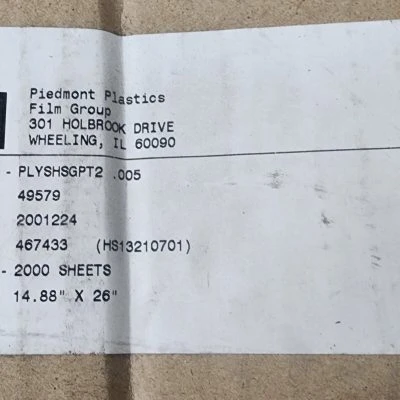 Piedmont Plastics
Film Group
301 HOLBROOK DRIVE
WHEELING, IL 60090
- PLYSHSGPT2 .005
49579
2001224
467433 (HS13210701)
- 2000 SHEETS
14.88" X 26"